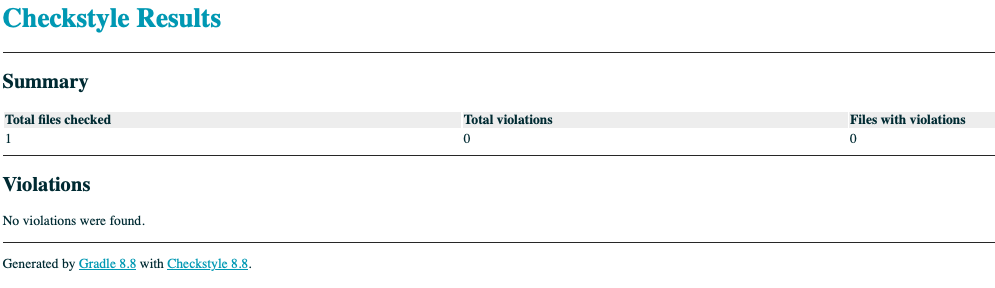 Checkstyle Results
Summary
Total files checked Total violations Files with violations
1 0 0
Violations
No violations were found.
Generated by Gradle 8.8 with Checkstyle 8.8.